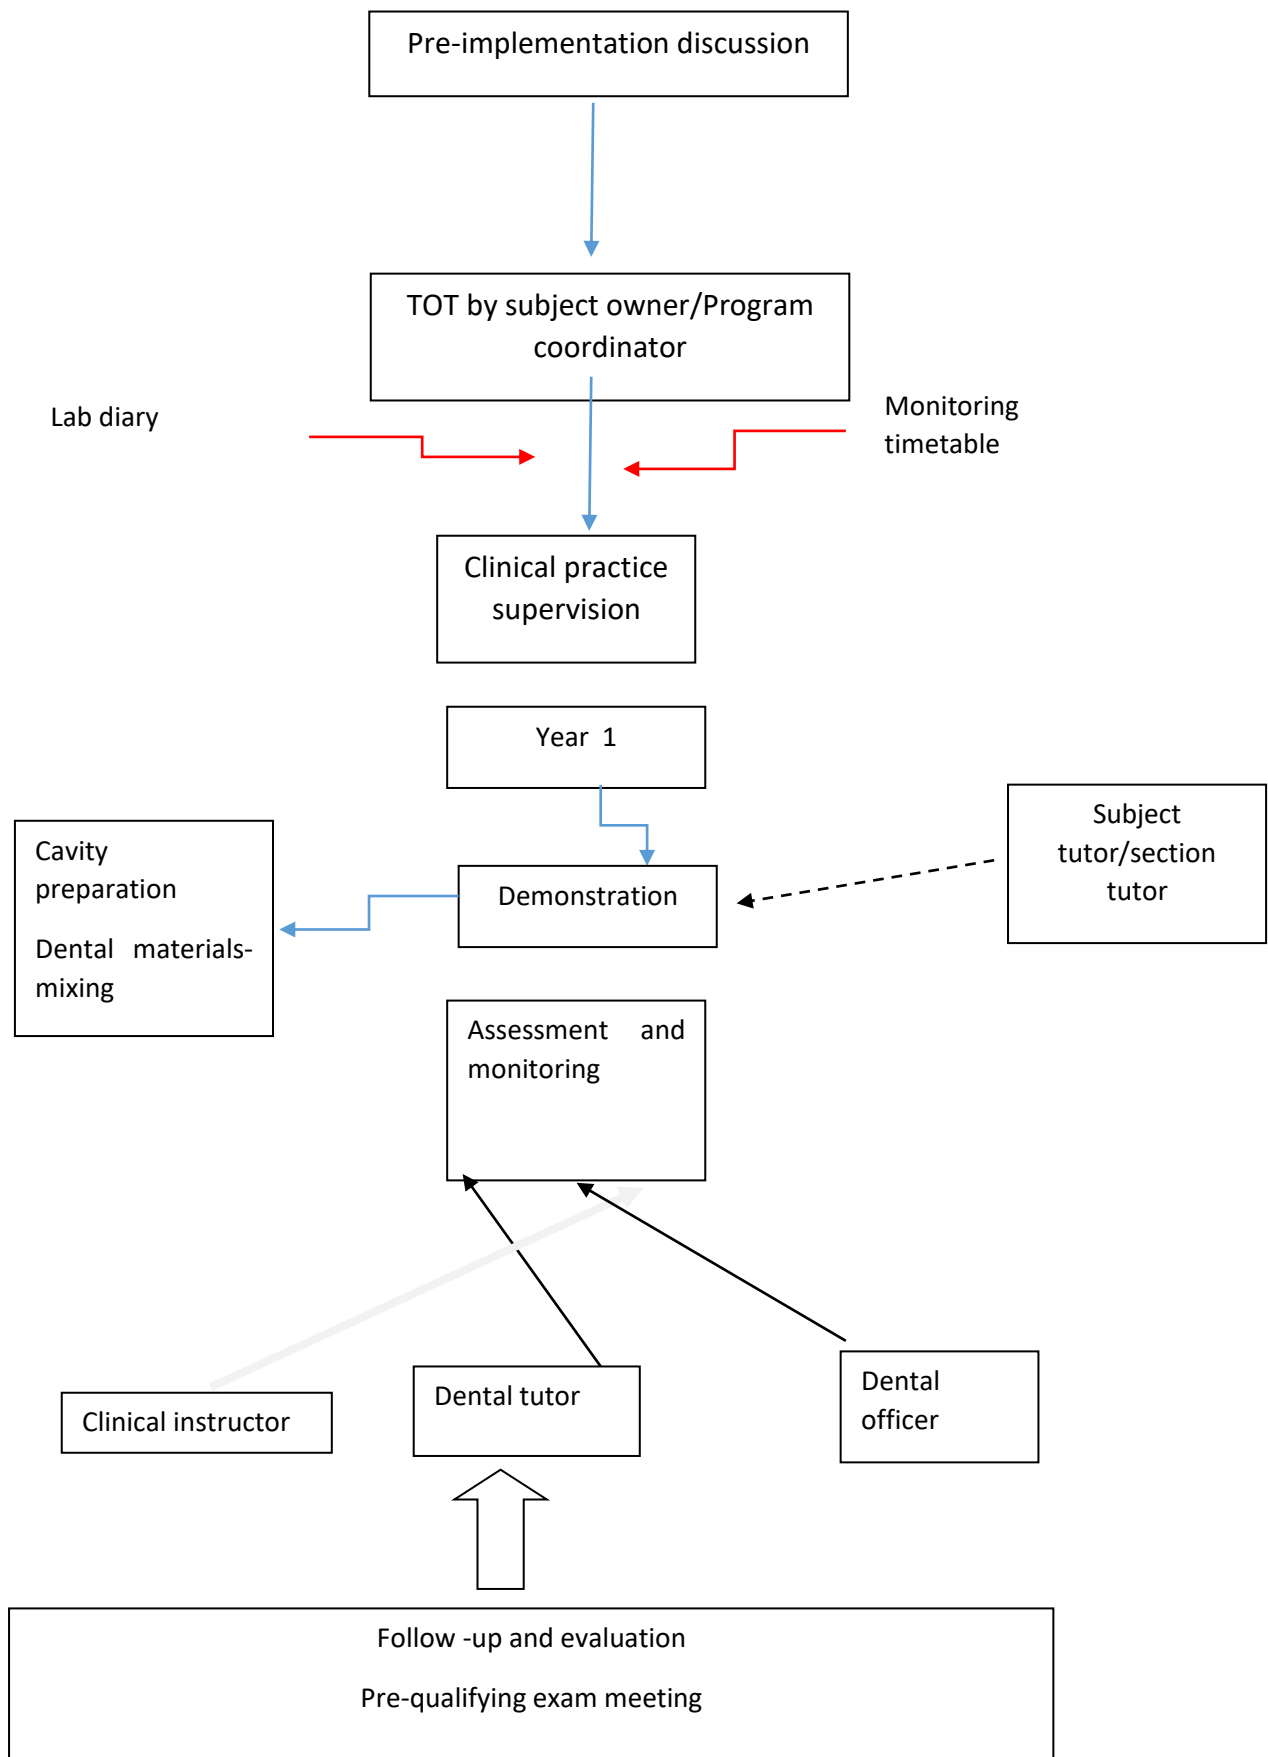 Pre-implementation discussion
TOT by subject owner/Program
coordinator
Lab diary
Monitoring
timetable
Clinical practice
supervision
Year 1
Subject
tutor/section
tutor
Cavity
preparation
Dental materials-
mixing
Demonstration
Assessment and
monitoring
Clinical instructor
Dental tutor
Dental
officer
Follow -up and evaluation
Pre-qualifying exam meeting